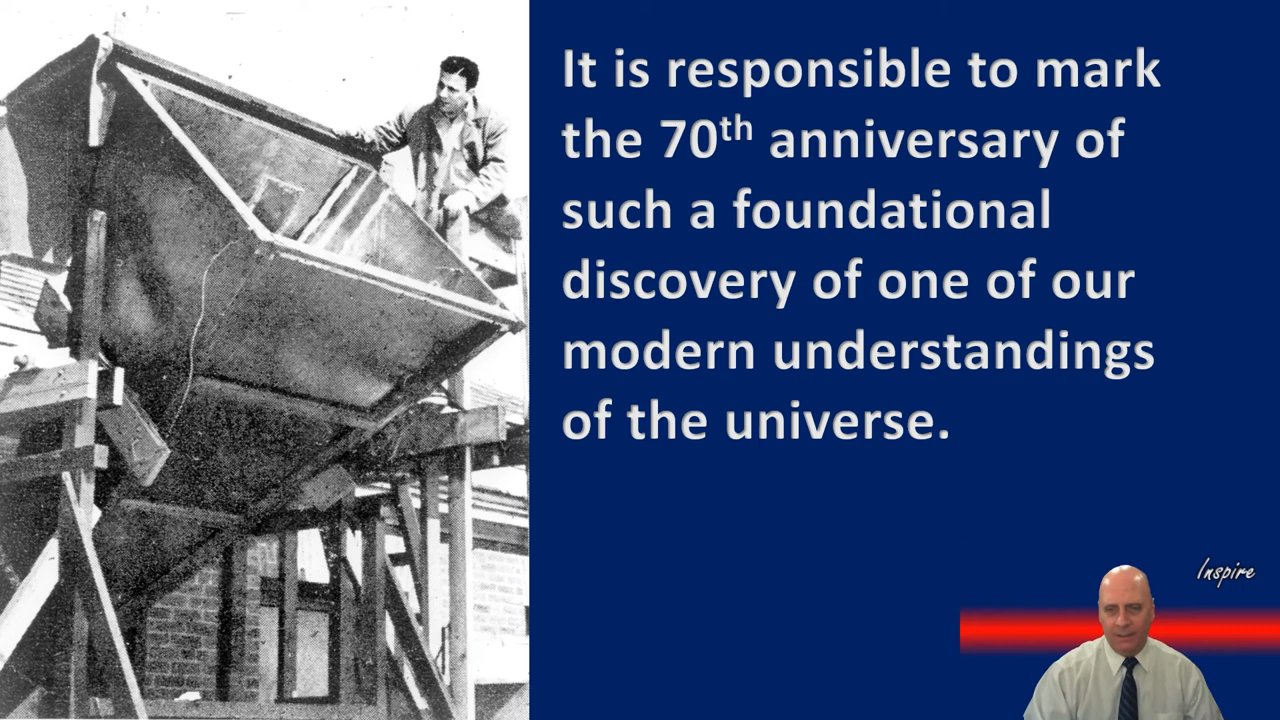 It is responsible to mark
the 70th anniversary of
such a foundational
discovery of one of our
modern understandings
of the universe.
Inspire